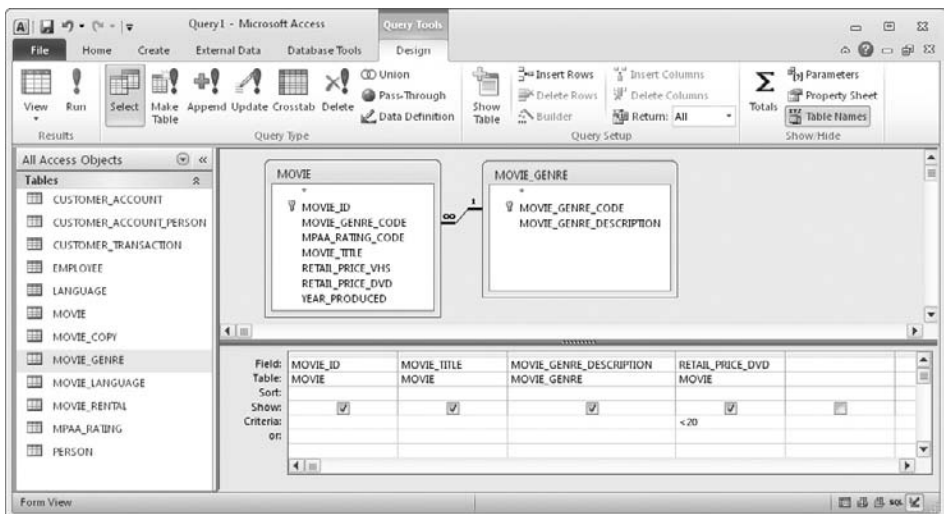 Query1 - Microsoft Access
Query Tools
File Home Create External Data Database Tools Design
View
Run
Results
Select
Make Table
Append
Update
Crosstab
Delete
Union
Pass-Through
Data Definition
Query Type
Show Table
Insert Rows
Delete Rows
Builder
Insert Columns
Delete Columns
Return: All
Query Setup
Totals
Parameters
Property Sheet
Table Names
Show/Hide
All Access Objects
Tables
CUSTOMER_ACCOUNT
CUSTOMER_ACCOUNT_PERSON
CUSTOMER_TRANSACTION
EMPLOYEE
LANGUAGE
MOVIE
MOVIE_COPY
MOVIE_GENRE
MOVIE_LANGUAGE
MOVIE_RENTAL
MPAA_RATING
PERSON
MOVIE
*
MOVIE_ID
MOVIE_GENRE_CODE
MPAA_RATING_CODE
MOVIE_TITLE
RETAIL_PRICE_VHS
RETAIL_PRICE_DVD
YEAR_PRODUCED
∞ 1
MOVIE_GENRE
*
MOVIE_GENRE_CODE
MOVIE_GENRE_DESCRIPTION
Field: MOVIE_ID MOVIE_TITLE MOVIE_GENRE_DESCRIPTION RETAIL_PRICE_DVD
Table: MOVIE MOVIE MOVIE_GENRE MOVIE
Sort:
Show:
Criteria: <20
or:
Form View
SQL